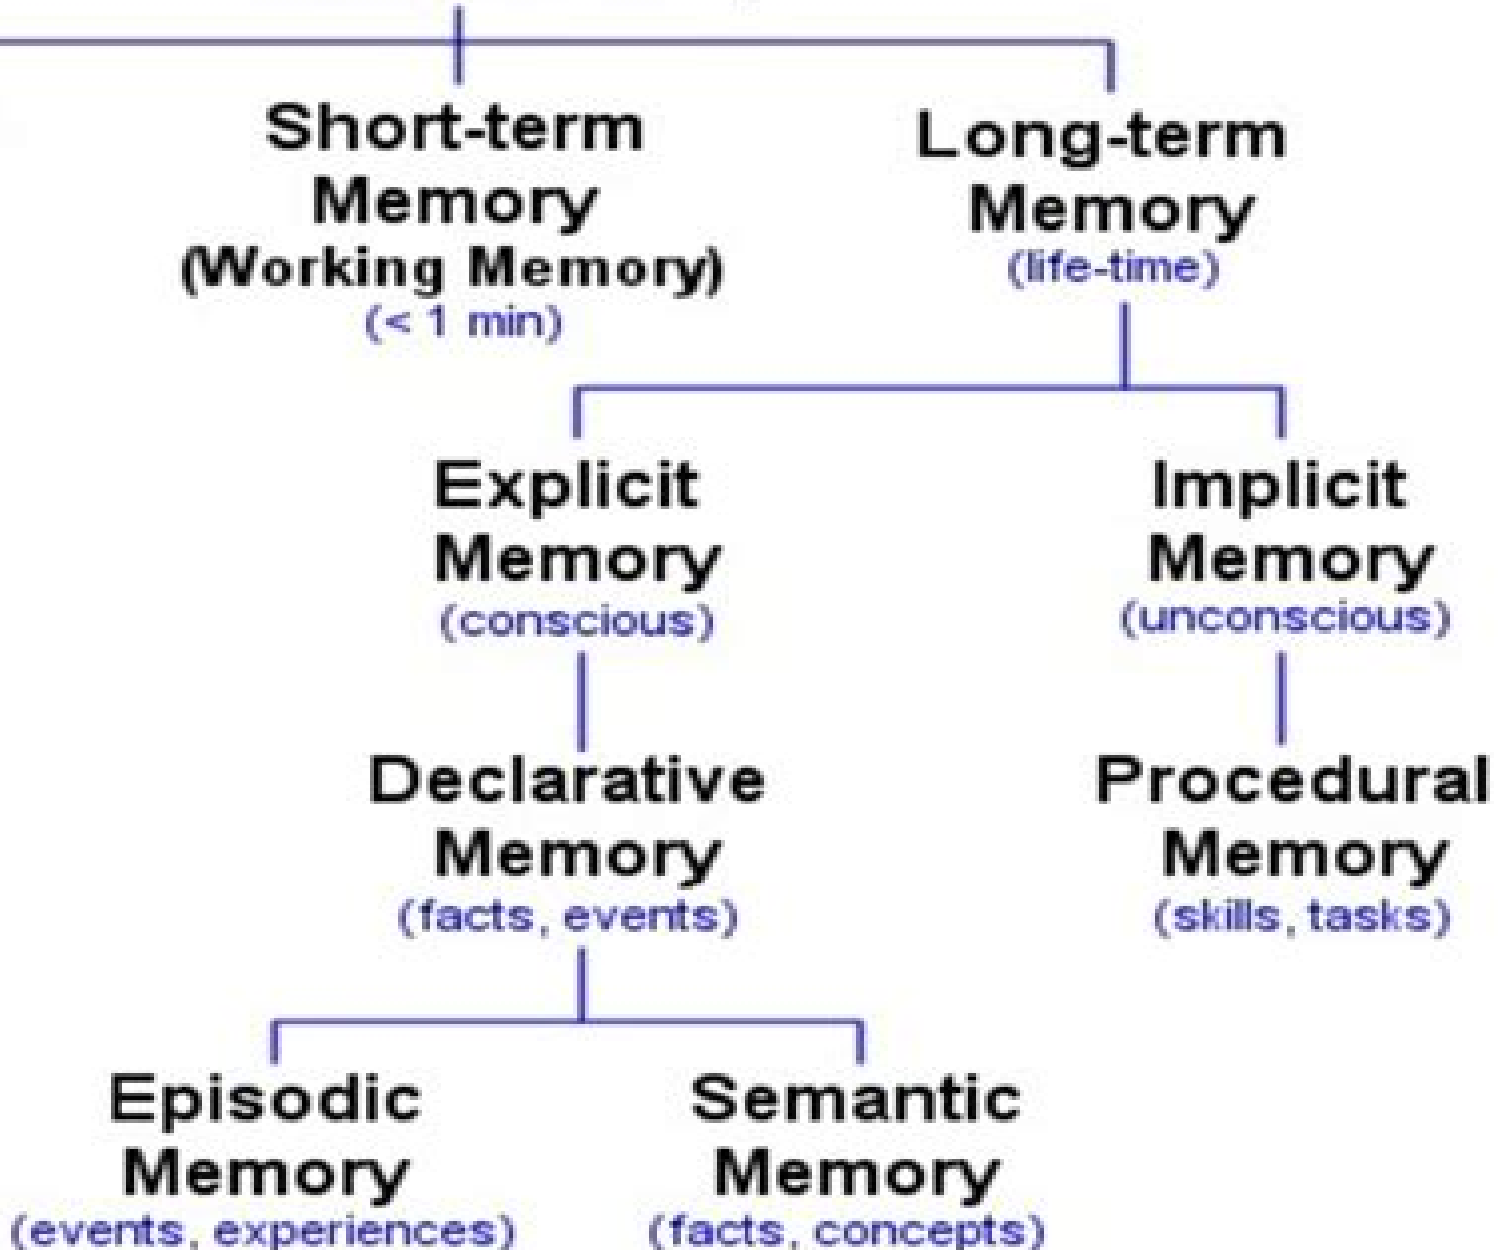 Short-term
Memory
(Working Memory)
(< 1 min)
Long-term
Memory
(life-time)
Explicit
Memory
(conscious)
Implicit
Memory
(unconscious)
Declarative
Memory
(facts, events)
Procedural
Memory
(skills, tasks)
Episodic
Memory
(events, experiences)
Semantic
Memory
(facts, concepts)